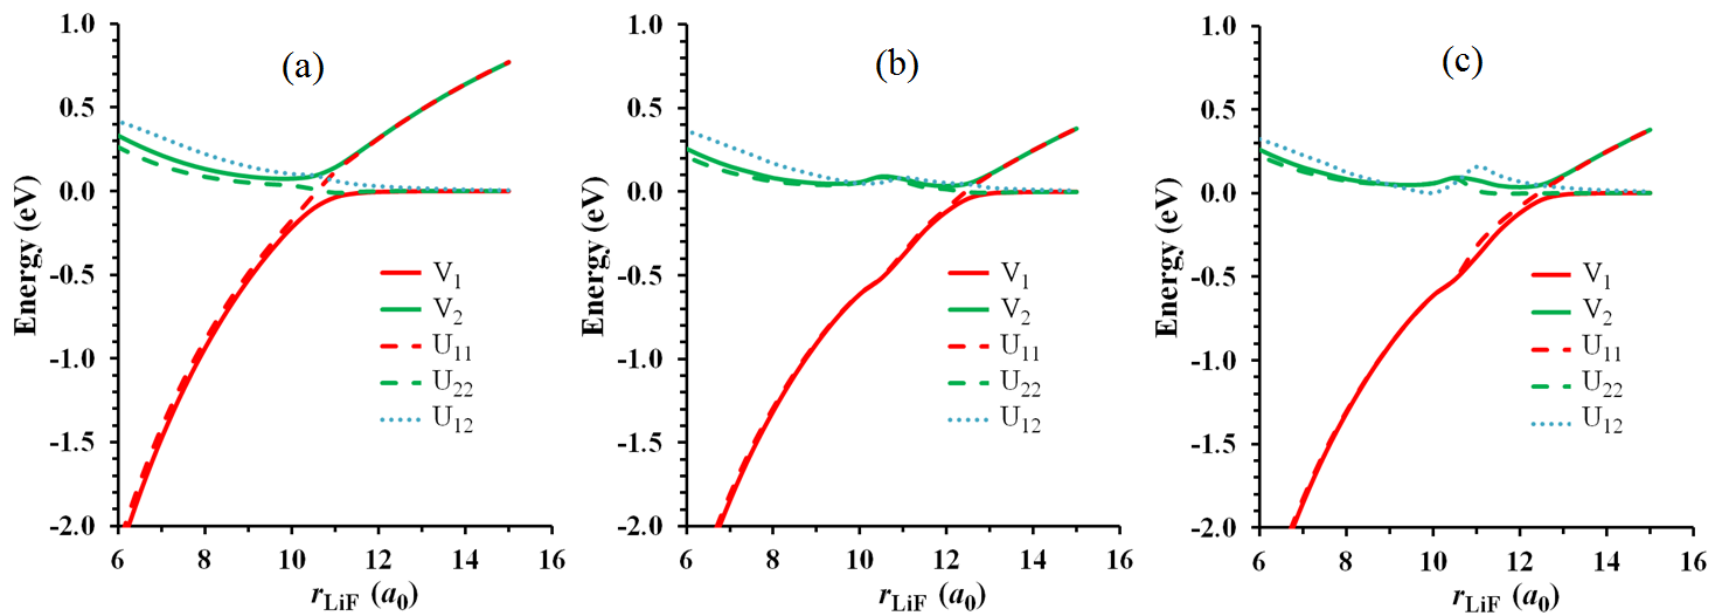 (a)
Energy (eV)
1.0
0.5
0.0
-0.5
-1.0
-1.5
-2.0
V₁
V₂
U₁₁
U₂₂
U₁₂
6 8 10 12 14 16
r_LiF (a₀)
(b)
Energy (eV)
1.0
0.5
0.0
-0.5
-1.0
-1.5
-2.0
V₁
V₂
U₁₁
U₂₂
U₁₂
6 8 10 12 14 16
r_LiF (a₀)
(c)
Energy (eV)
1.0
0.5
0.0
-0.5
-1.0
-1.5
-2.0
V₁
V₂
U₁₁
U₂₂
U₁₂
6 8 10 12 14 16
r_LiF (a₀)